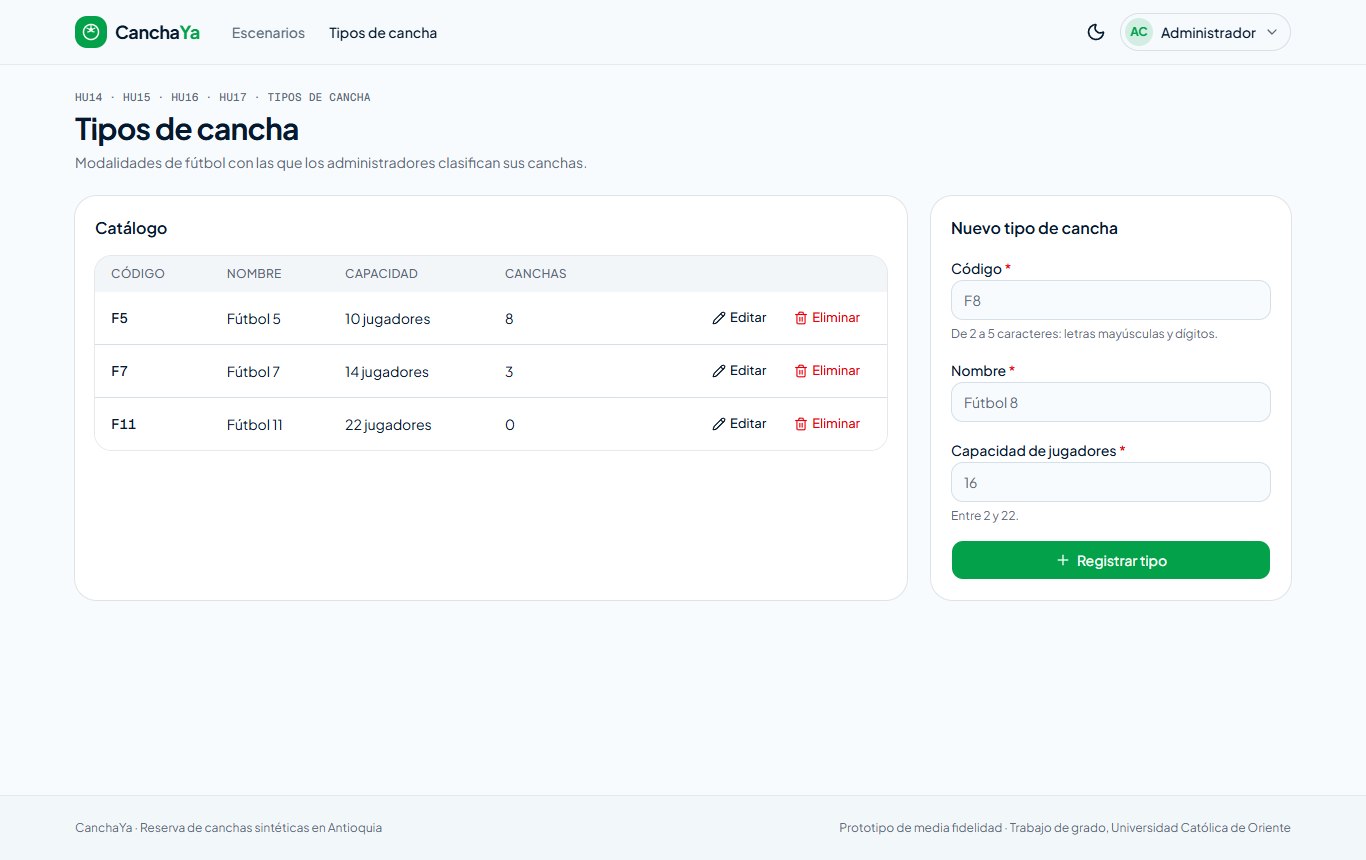 CanchaYa Escenarios Tipos de cancha AC Administrador
HU14 · HU15 · HU16 · HU17 · TIPOS DE CANCHA
Tipos de cancha
Modalidades de fútbol con las que los administradores clasifican sus canchas.
Catálogo
CÓDIGO NOMBRE CAPACIDAD CANCHAS
F5 Fútbol 5 10 jugadores 8 Editar Eliminar
F7 Fútbol 7 14 jugadores 3 Editar Eliminar
F11 Fútbol 11 22 jugadores 0 Editar Eliminar
Nuevo tipo de cancha
Código *
F8
De 2 a 5 caracteres: letras mayúsculas y dígitos.
Nombre *
Fútbol 8
Capacidad de jugadores *
16
Entre 2 y 22.
+ Registrar tipo
CanchaYa · Reserva de canchas sintéticas en Antioquia
Prototipo de media fidelidad · Trabajo de grado, Universidad Católica de Oriente